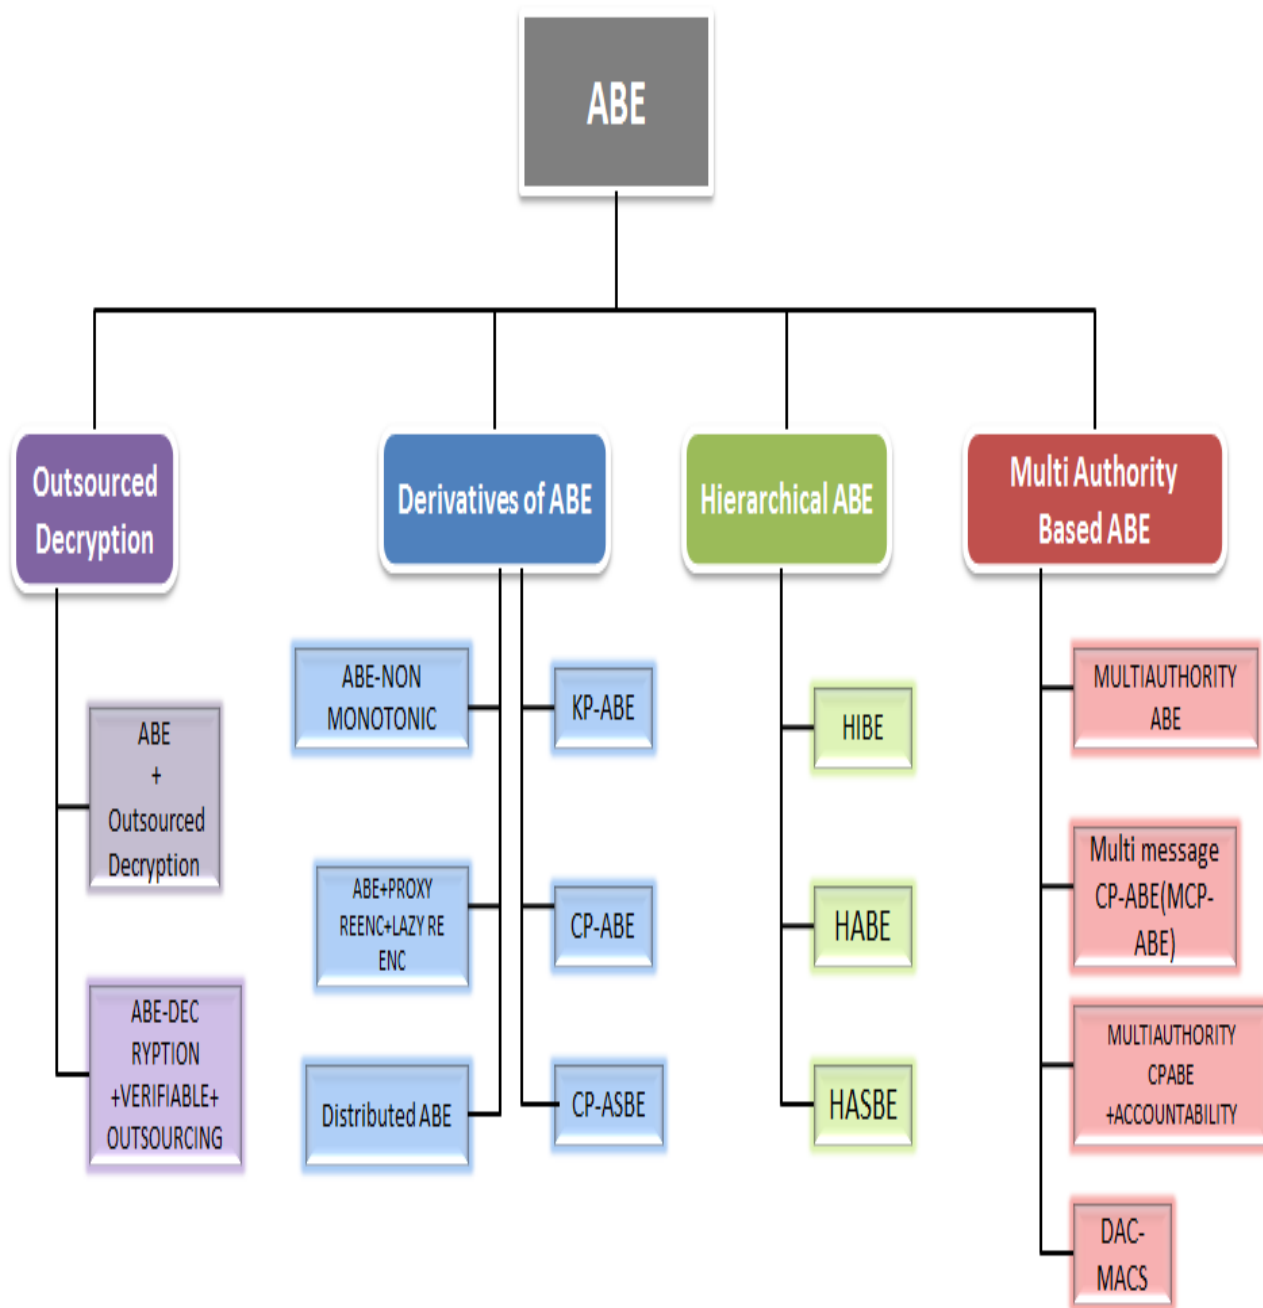 ABE
Outsourced
Decryption
Derivatives of ABE
Hierarchical ABE
Multi Authority
Based ABE
ABE
+
Outsourced
Decryption
ABE-DEC
RYPTION
+VERIFIABLE+
OUTSOURCING
ABE-NON
MONOTONIC
ABE+PROXY
REENC+LAZY RE
ENC
Distributed ABE
KP-ABE
CP-ABE
CP-ASBE
HIBE
HABE
HASBE
MULTIAUTHORITY
ABE
Multi message
CP-ABE(MCP-
ABE)
MULTIAUTHORITY
CPABE
+ACCOUNTABILITY
DAC-
MACS